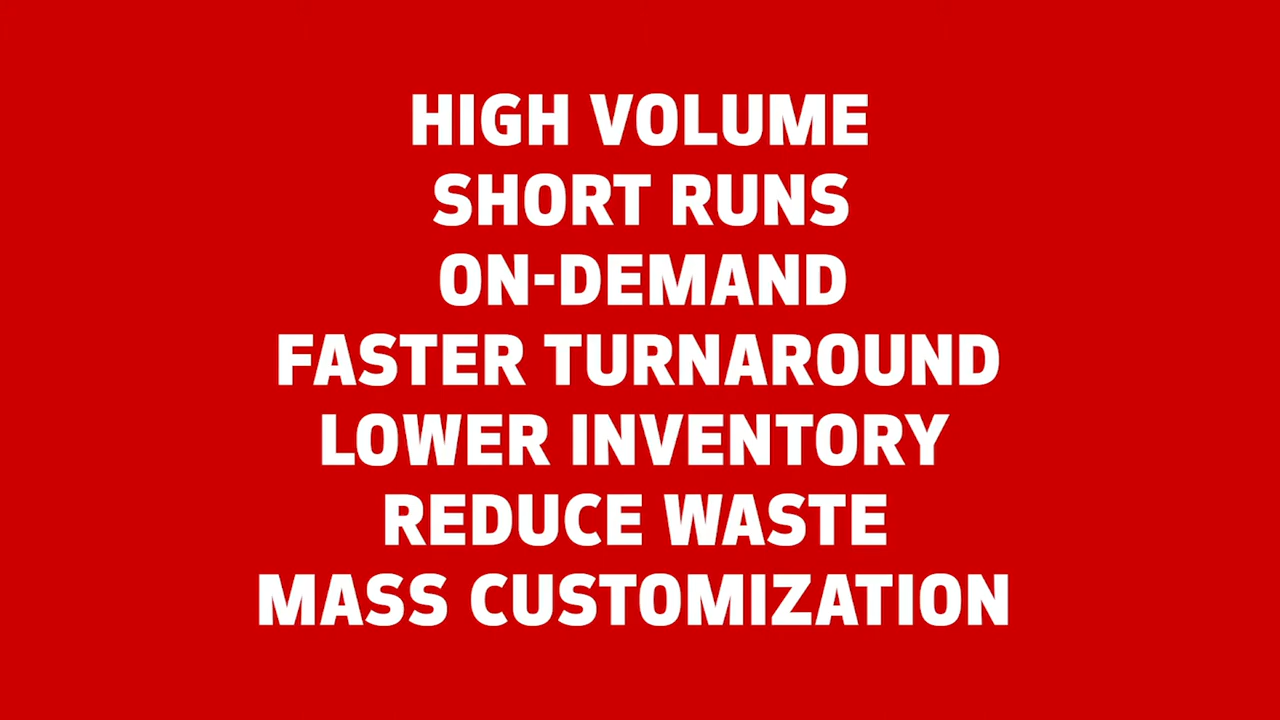 HIGH VOLUME
SHORT RUNS
ON-DEMAND
FASTER TURNAROUND
LOWER INVENTORY
REDUCE WASTE
MASS CUSTOMIZATION